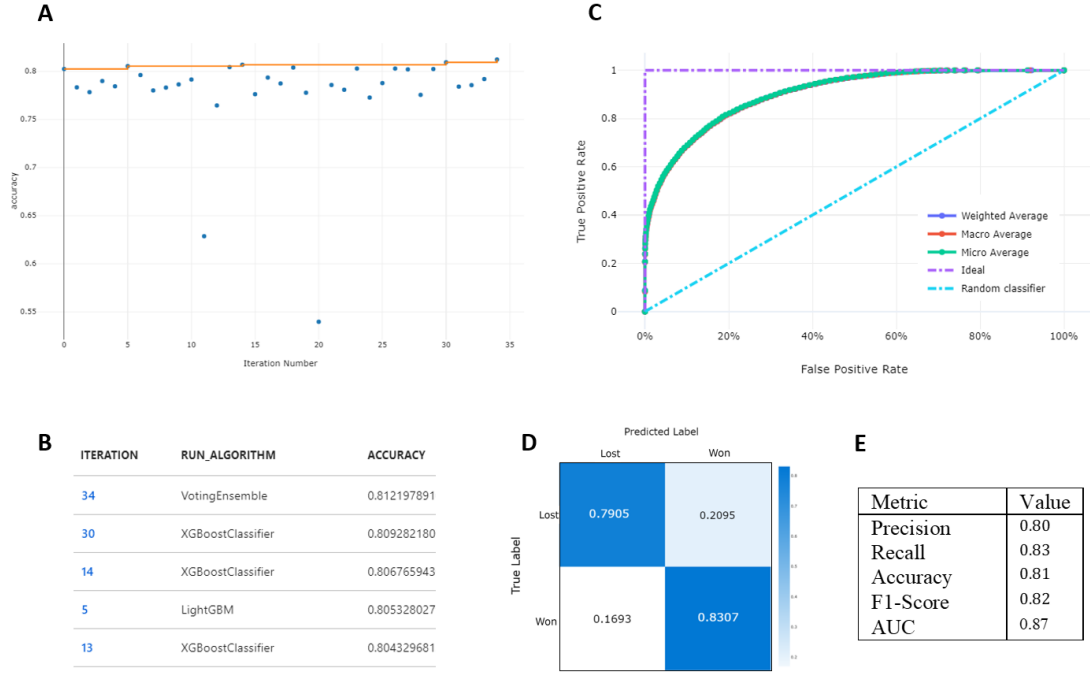 A
0.8
0.75
0.7
0.65
0.6
0.55
accuracy
0 5 10 15 20 25 30 35
Iteration Number
C
1
0.8
0.6
0.4
0.2
0
True Positive Rate
0% 20% 40% 60% 80% 100%
False Positive Rate
Weighted Average
Macro Average
Micro Average
Ideal
Random classifier
B
ITERATION RUN_ALGORITHM ACCURACY
34 VotingEnsemble 0.812197891
30 XGBoostClassifier 0.809282180
14 XGBoostClassifier 0.806765943
5 LightGBM 0.805328027
13 XGBoostClassifier 0.804329681
D
Predicted Label
Lost Won
True Label
Lost 0.7905 0.2095
Won 0.1693 0.8307
E
Metric Value
Precision 0.80
Recall 0.83
Accuracy 0.81
F1-Score 0.82
AUC 0.87